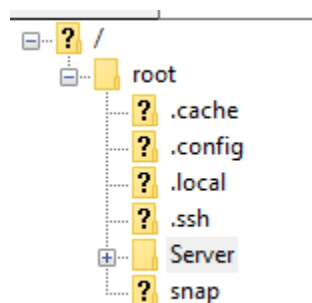 /
root
.cache
.config
.local
.ssh
Server
snap